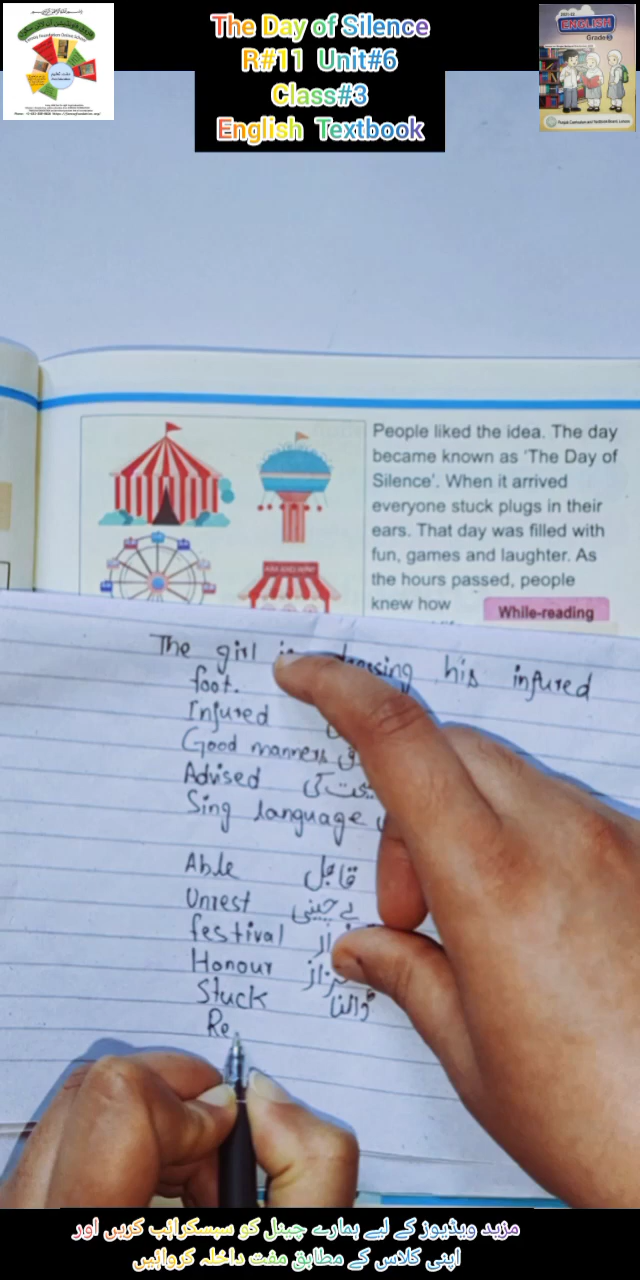 The Day of Silence
R#11 Unit#6
Class#3
English Textbook
ENGLISH
Grade 3
People liked the idea. The day
became known as 'The Day of
Silence'. When it arrived
everyone stuck plugs in their
ears. That day was filled with
fun, games and laughter. As
the hours passed, people
knew how
While-reading
The girl is dressing his injured
foot.
Injured
Good manners
Advised
Sing language
Able قابل
Unrest بے چینی
festival
Honour
Stuck ڈالنا
Re
مزید ویڈیوز کے لیے ہمارے چینل کو سبسکرائب کریں اور
اپنی کلاس کے مطابق مفت داخلہ کروائیں